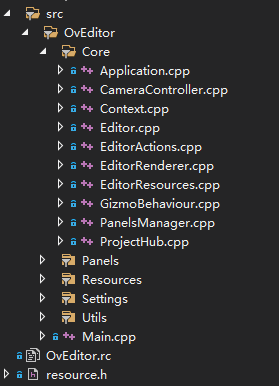 src
OvEditor
Core
Application.cpp
CameraController.cpp
Context.cpp
Editor.cpp
EditorActions.cpp
EditorRenderer.cpp
EditorResources.cpp
GizmoBehaviour.cpp
PanelsManager.cpp
ProjectHub.cpp
Panels
Resources
Settings
Utils
Main.cpp
OvEditor.rc
resource.h